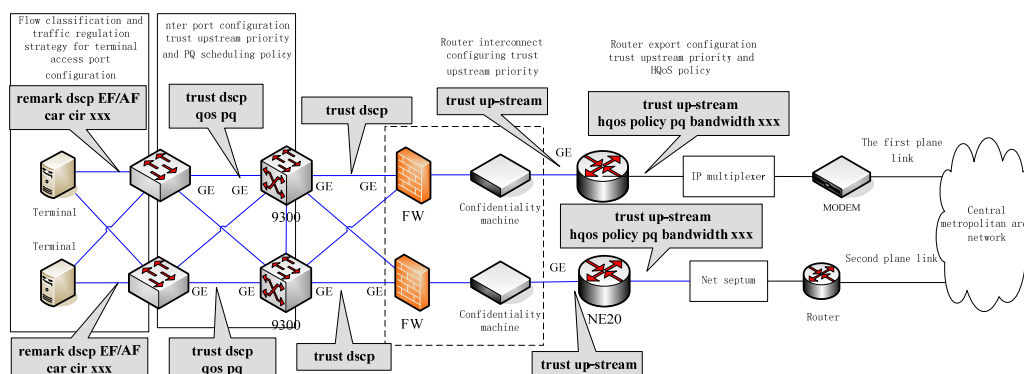 Flow classification and
traffic regulation
strategy for terminal
access port
configuration
nter port configuration
trust upstream priority
and PQ scheduling policy
Router interconnect
configuring trust
upstream priority
Router export configuration
trust upstream priority and
HQoS policy
remark dscp EF/AF
car cir xxx
trust dscp
qos pq
trust dscp
trust up-stream
trust up-stream
hqos policy pq bandwidth xxx
The first plane
link
GE
GE
GE
GE
GE
IP multiplexer
Terminal
9300
FW
Confidentiality
machine
MODEM
trust up-stream
hqos policy pq bandwidth xxx
Central
metropolitan are
network
Terminal
Second plane link
GE
GE
GE
GE
GE
Net septum
9300
FW
Confidentiality
machine
NE20
Router
remark dscp EF/AF
car cir xxx
trust dscp
qos pq
trust dscp
trust up-stream